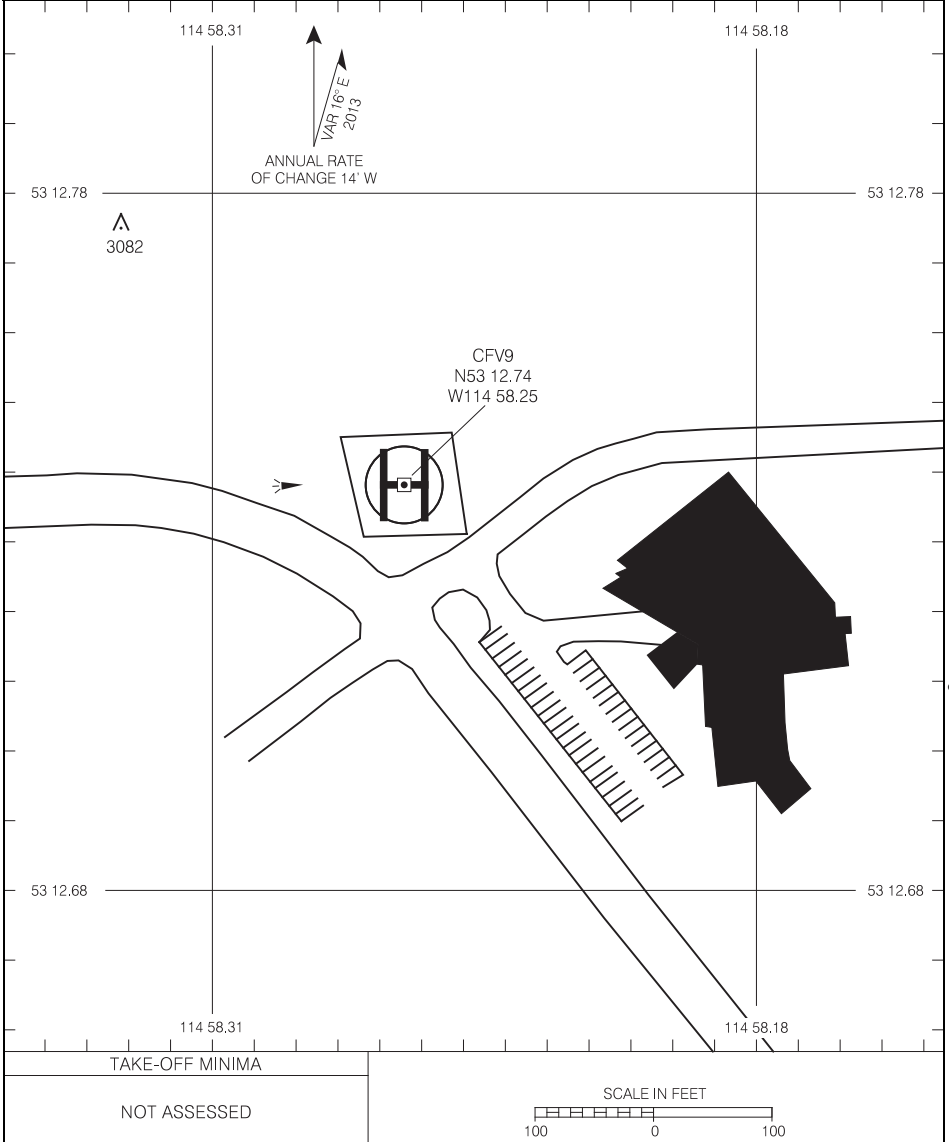 114 58.31
114 58.18
VAR 16° E
2013
ANNUAL RATE
OF CHANGE 14' W
53 12.78
53 12.78
3082
CFV9
N53 12.74
W114 58.25
H
53 12.68
53 12.68
114 58.31
114 58.18
TAKE-OFF MINIMA
NOT ASSESSED
SCALE IN FEET
100 0 100